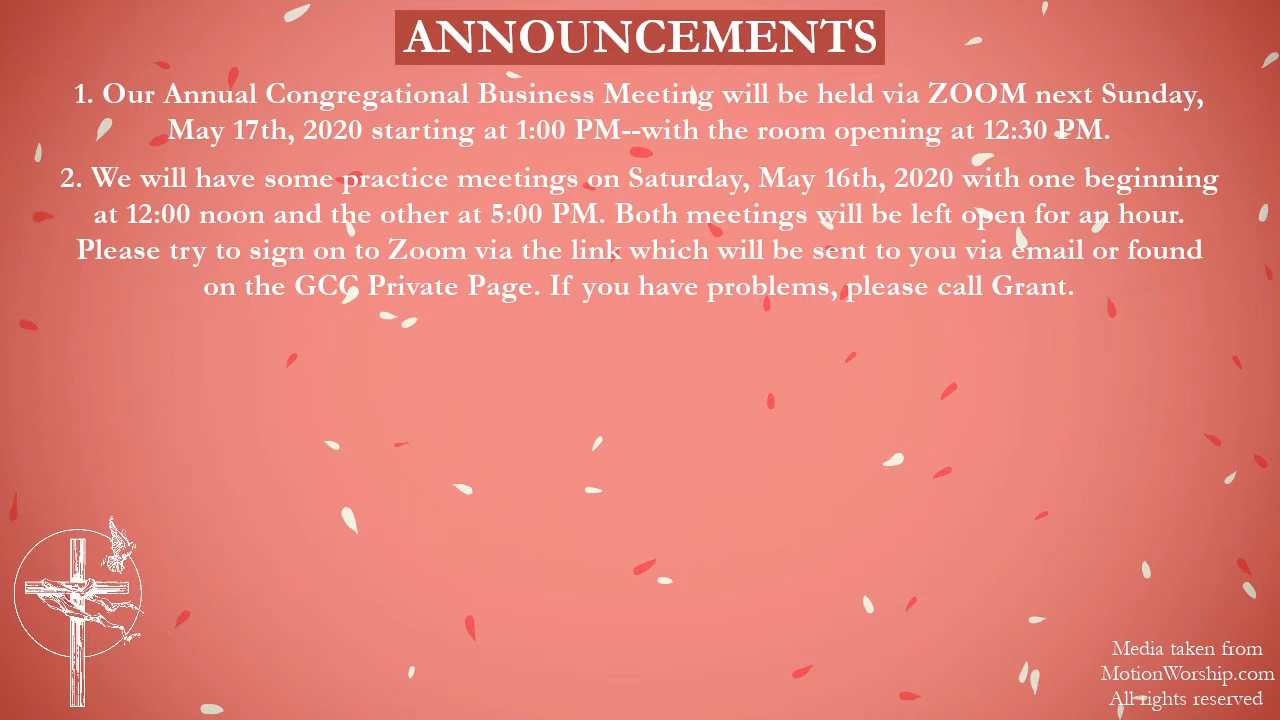 ANNOUNCEMENTS
1. Our Annual Congregational Business Meeting will be held via ZOOM next Sunday,
May 17th, 2020 starting at 1:00 PM--with the room opening at 12:30 PM.
2. We will have some practice meetings on Saturday, May 16th, 2020 with one beginning
at 12:00 noon and the other at 5:00 PM. Both meetings will be left open for an hour.
Please try to sign on to Zoom via the link which will be sent to you via email or found
on the GCC Private Page. If you have problems, please call Grant.
Media taken from
MotionWorship.com
All rights reserved